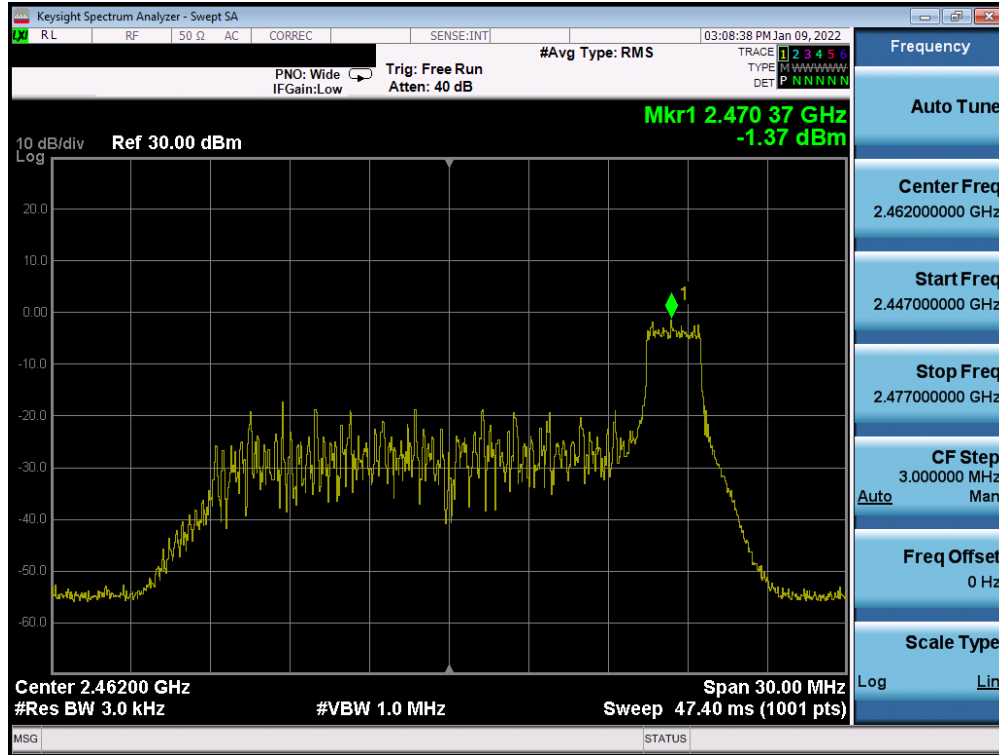 Keysight Spectrum Analyzer - Swept SA
LXI RL RF 50 Ω AC CORREC SENSE:INT 03:08:38 PM Jan 09, 2022
#Avg Type: RMS TRACE 1 2 3 4 5 6
PNO: Wide Trig: Free Run TYPE M W W W W W
IFGain:Low Atten: 40 dB DET P N N N N N
Mkr1 2.470 37 GHz
-1.37 dBm
10 dB/div Ref 30.00 dBm
Log
20.0
10.0
1
0.00
-10.0
-20.0
-30.0
-40.0
-50.0
-60.0
Center 2.46200 GHz Span 30.00 MHz
#Res BW 3.0 kHz #VBW 1.0 MHz Sweep 47.40 ms (1001 pts)
MSG STATUS
Frequency
Auto Tune
Center Freq
2.462000000 GHz
Start Freq
2.447000000 GHz
Stop Freq
2.477000000 GHz
CF Step
3.000000 MHz
Auto Man
Freq Offset
0 Hz
Scale Type
Log Lin